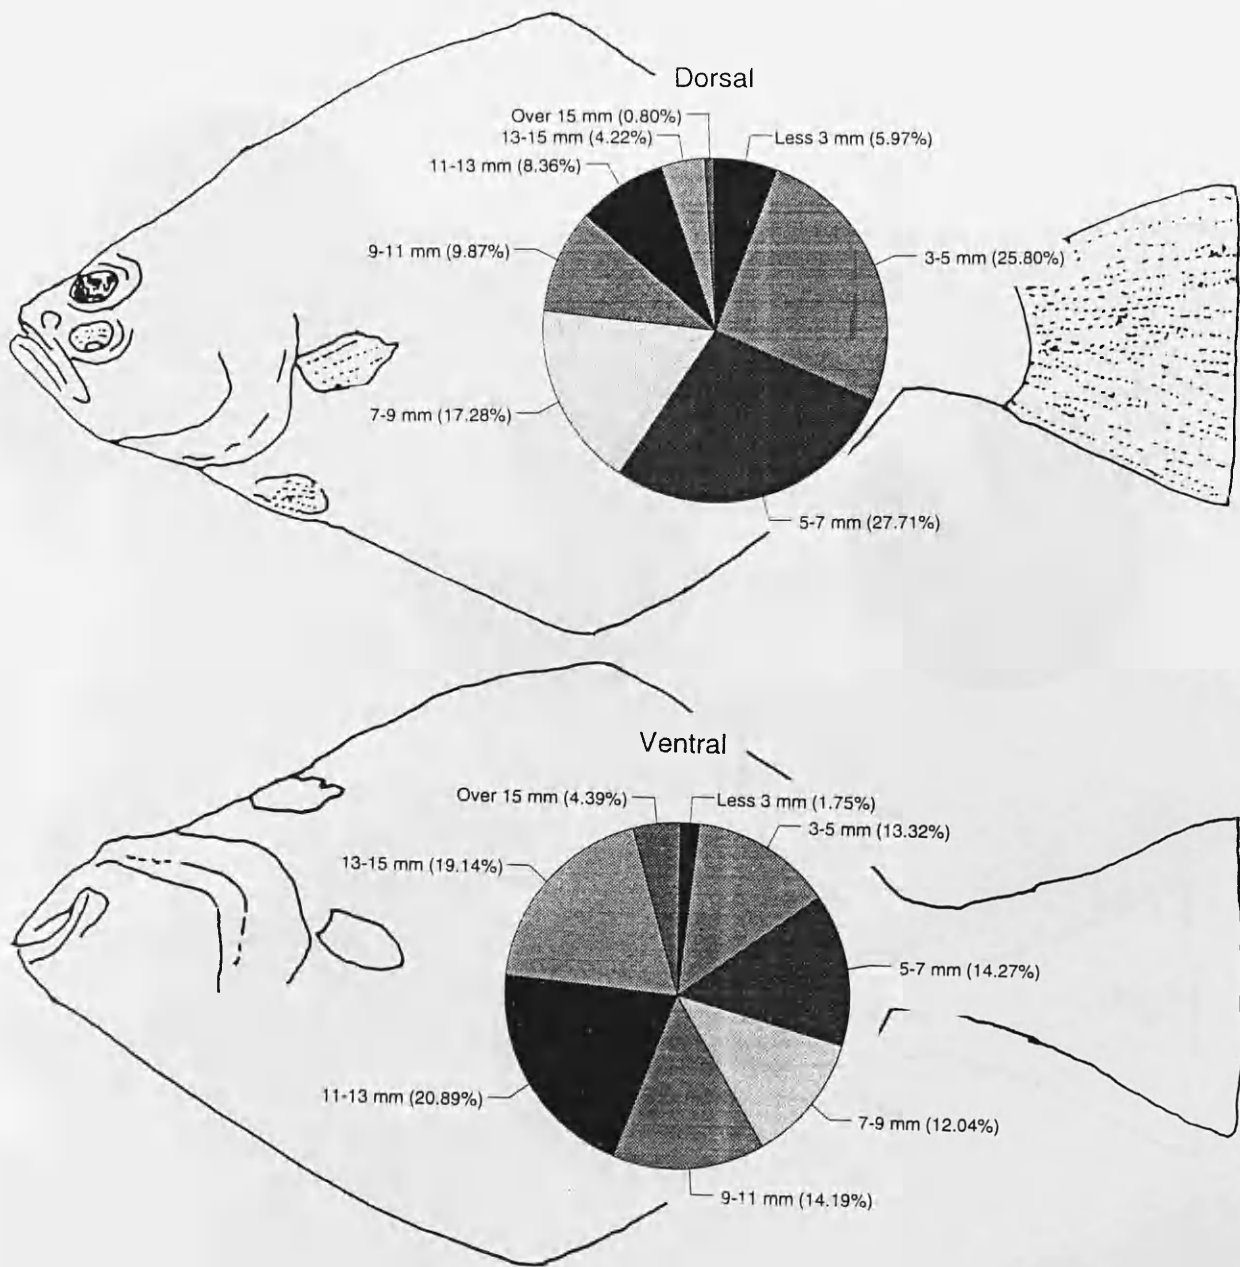 Dorsal
Over 15 mm (0.80%)
13-15 mm (4.22%)
Less 3 mm (5.97%)
11-13 mm (8.36%)
9-11 mm (9.87%)
3-5 mm (25.80%)
7-9 mm (17.28%)
5-7 mm (27.71%)
Ventral
Over 15 mm (4.39%)
Less 3 mm (1.75%)
3-5 mm (13.32%)
13-15 mm (19.14%)
5-7 mm (14.27%)
11-13 mm (20.89%)
7-9 mm (12.04%)
9-11 mm (14.19%)